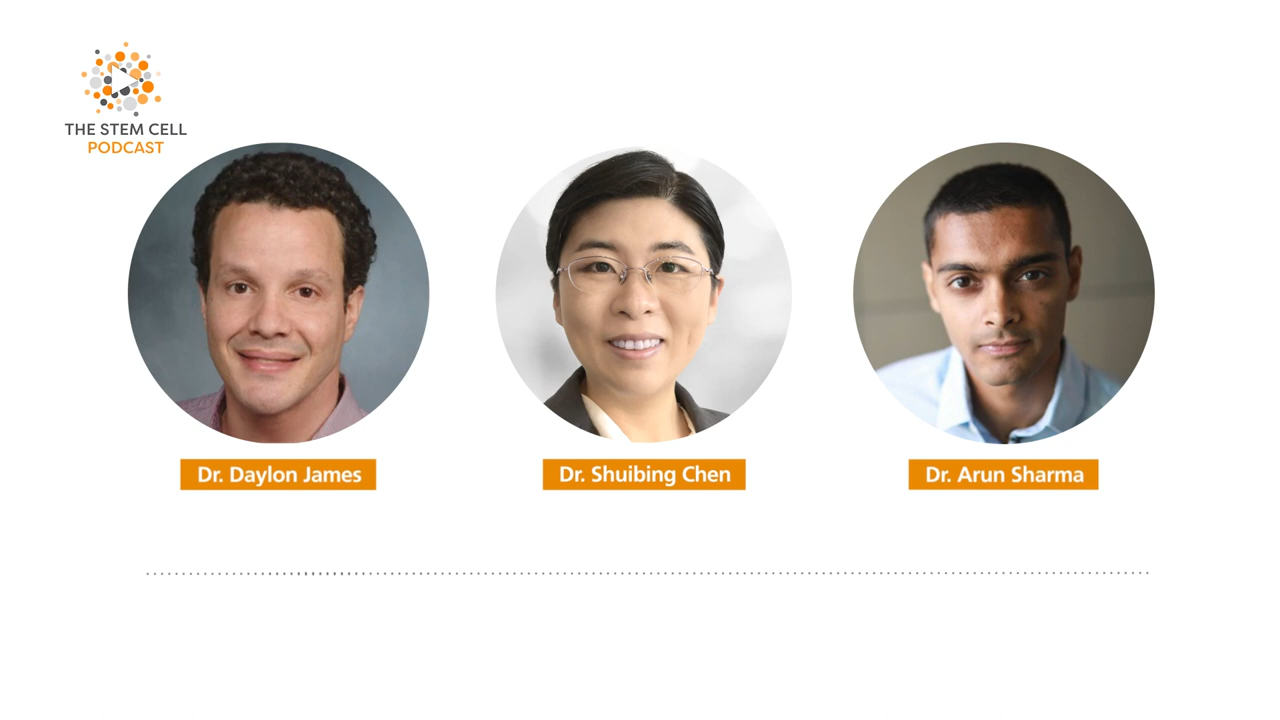 THE STEM CELL
PODCAST
Dr. Daylon James
Dr. Shuibing Chen
Dr. Arun Sharma